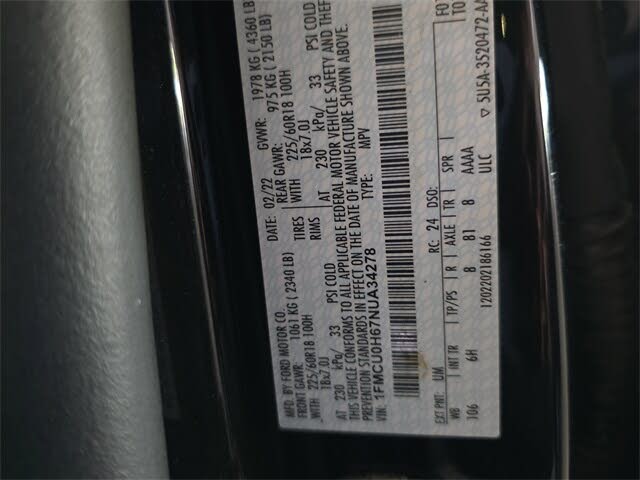 MFD. BY FORD MOTOR CO.
DATE: 02/22 GVWR: 1978 KG ( 4360 LB
FRONT GAWR: 1061 KG ( 2340 LB) REAR GAWR: 975 KG ( 2150 LB)
WITH 225/60R18 100H TIRES WITH 225/60R18 100H
18x7.0J RIMS 18x7.0J
AT 230 kPa/ 33 PSI COLD AT 230 kPa/ 33 PSI COLD
THIS VEHICLE CONFORMS TO ALL APPLICABLE FEDERAL MOTOR VEHICLE SAFETY AND THEFT
PREVENTION STANDARDS IN EFFECT ON THE DATE OF MANUFACTURE SHOWN ABOVE.
VIN: 1FMCU0H67NUA34278 TYPE: MPV
EXT PNT: UM RC: 24 DSO:
WB INT TR TP/PS R AXLE TR SPR
106 6H 8 81 8 AAAA
1202202186166 ULC
5U5A-3520472-A